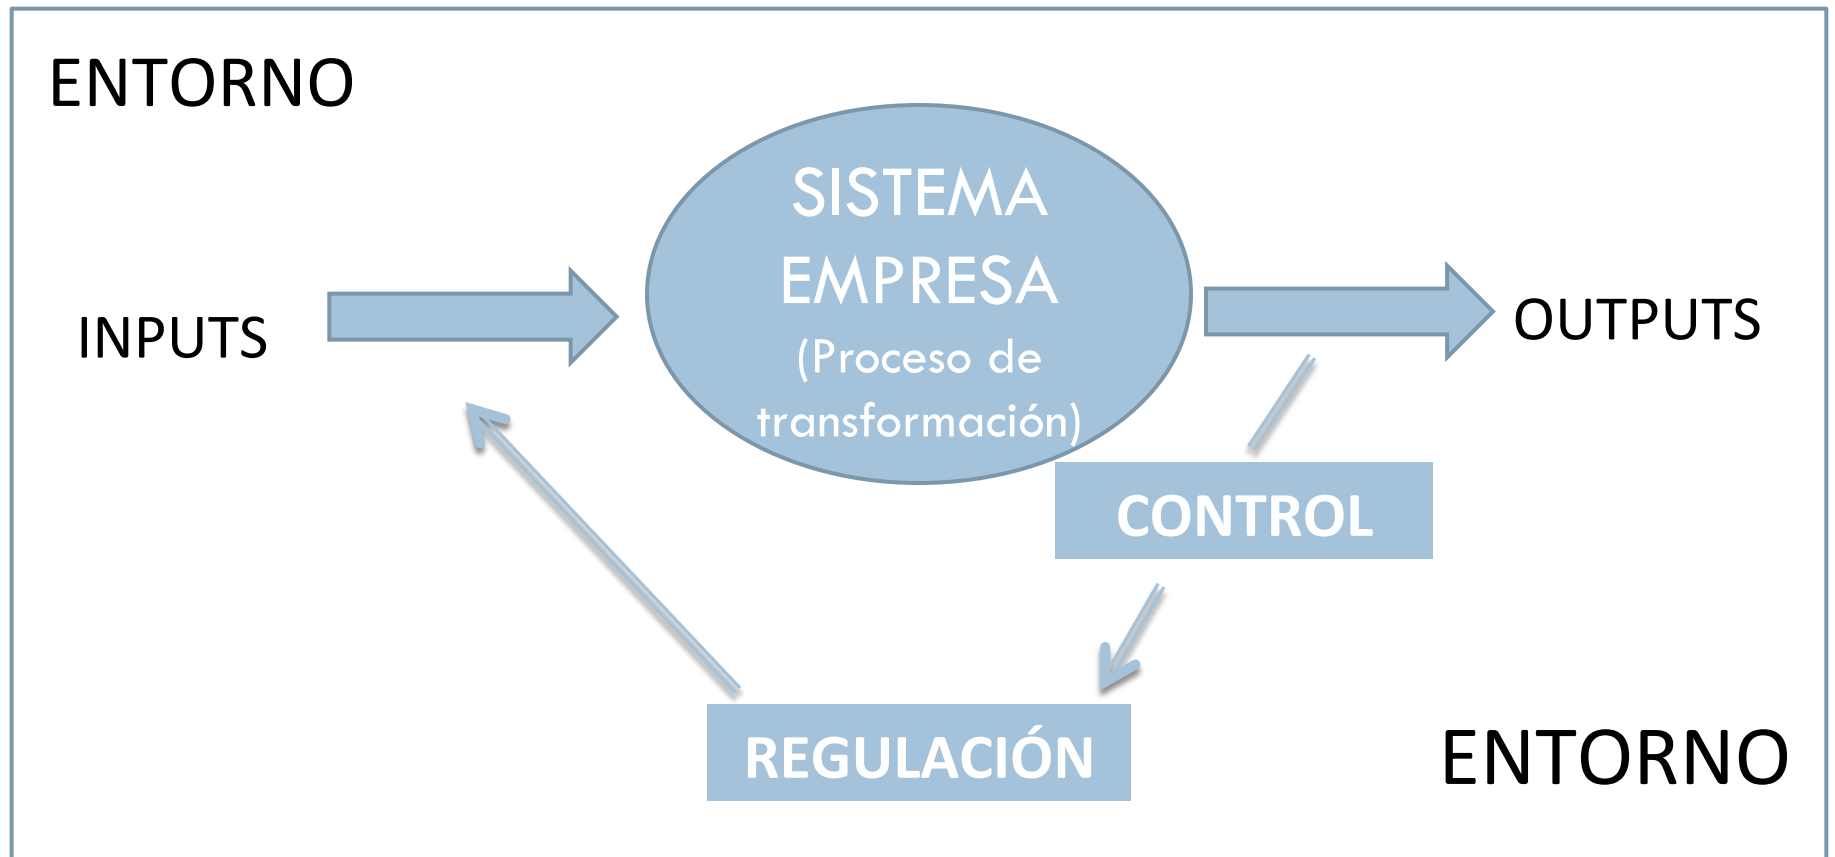 ENTORNO
SISTEMA
EMPRESA
(Proceso de
transformación)
INPUTS
OUTPUTS
CONTROL
REGULACIÓN
ENTORNO